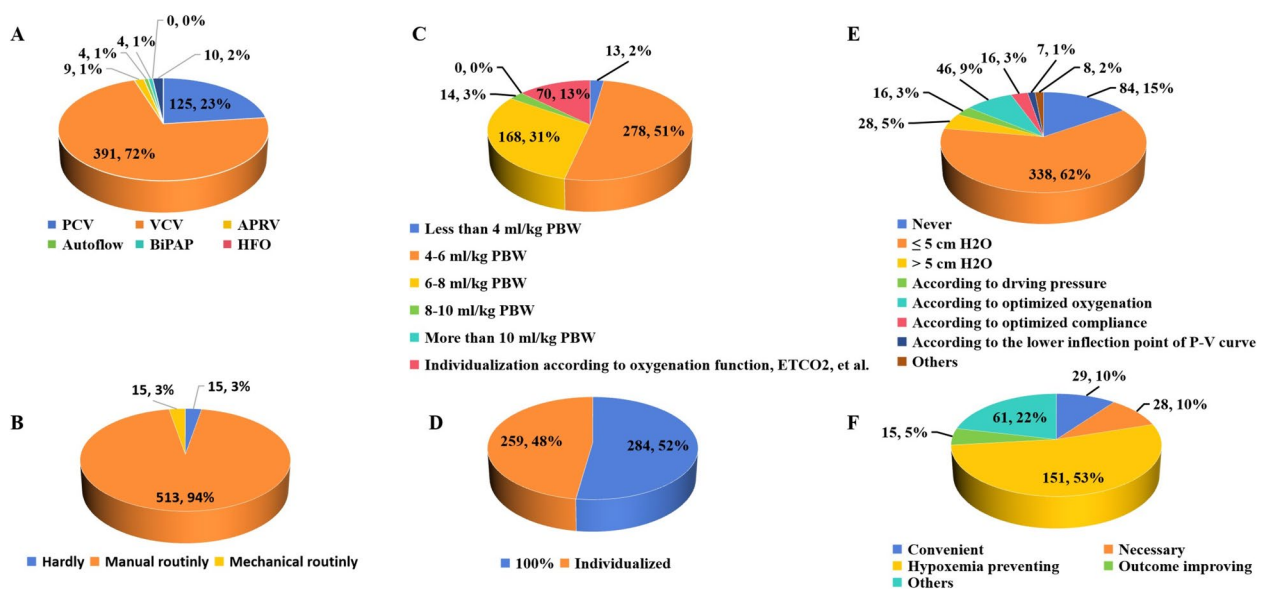 A
0, 0%
4, 1%
4, 1%
10, 2%
9, 1%
125, 23%
391, 72%
PCV VCV APRV
Autoflow BiPAP HFO
B
15, 3%
15, 3%
513, 94%
Hardly Manual routinly Mechanical routinly
C
13, 2%
0, 0%
70, 13%
14, 3%
168, 31%
278, 51%
Less than 4 ml/kg PBW
4-6 ml/kg PBW
6-8 ml/kg PBW
8-10 ml/kg PBW
More than 10 ml/kg PBW
Individualization according to oxygenation function, ETCO2, et al.
D
259, 48%
284, 52%
100% Individualized
E
7, 1%
16, 3%
46, 9%
8, 2%
84, 15%
16, 3%
28, 5%
338, 62%
Never
≤ 5 cm H2O
> 5 cm H2O
According to drving pressure
According to optimized oxygenation
According to optimized compliance
According to the lower inflection point of P-V curve
Others
F
29, 10%
28, 10%
61, 22%
15, 5%
151, 53%
Convenient Necessary
Hypoxemia preventing Outcome improving
Others